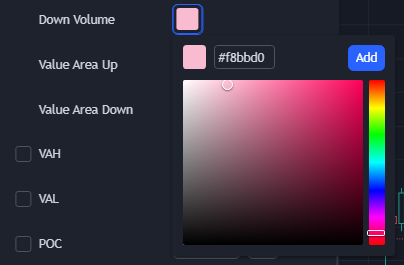 Down Volume
#f8bbd0 Add
Value Area Up
Value Area Down
VAH
VAL
POC